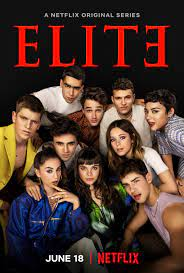 A NETFLIX ORIGINAL SERIES
ELITE
JUNE 18 NETFLIX